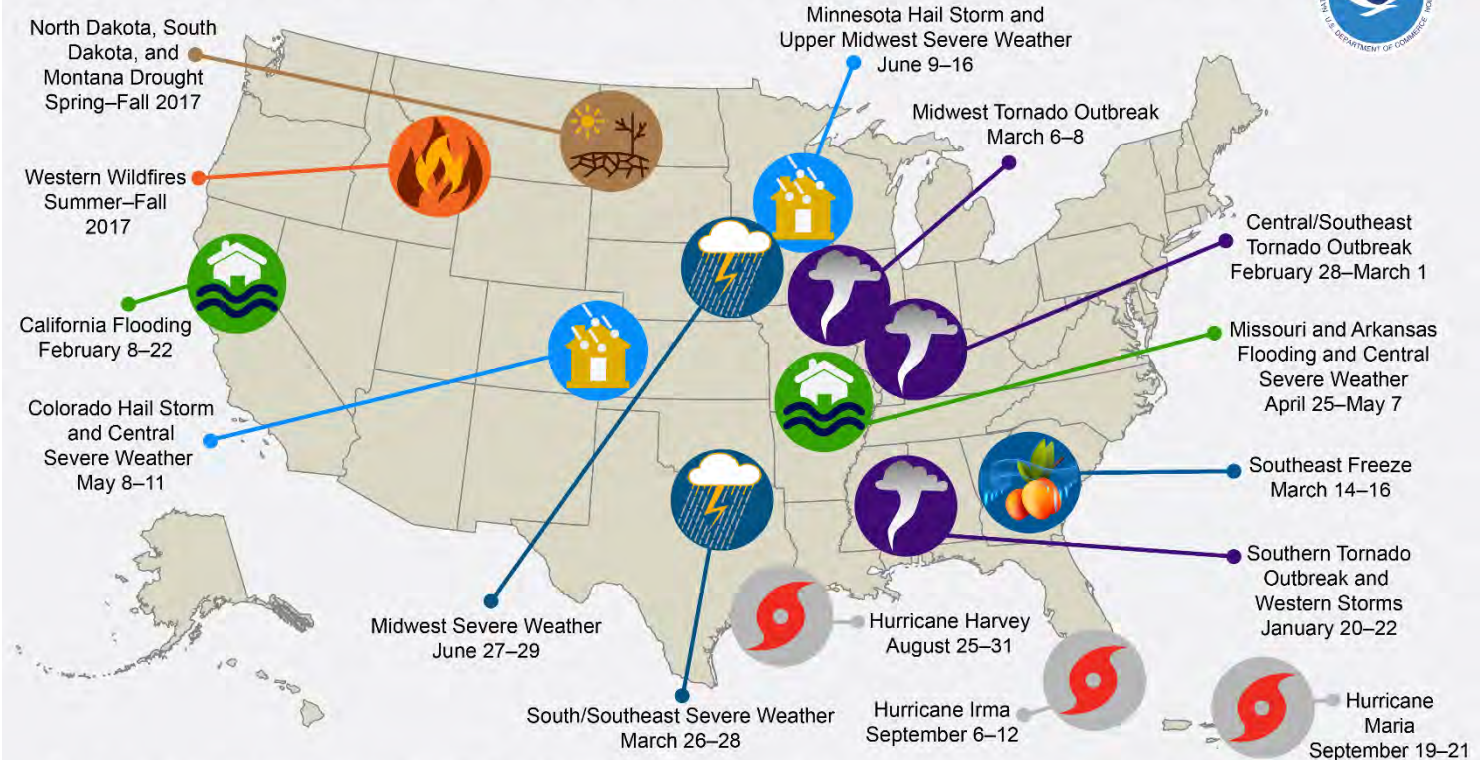 North Dakota, South
Dakota, and
Montana Drought
Spring–Fall 2017
Western Wildfires
Summer–Fall
2017
California Flooding
February 8–22
Colorado Hail Storm
and Central
Severe Weather
May 8–11
Midwest Severe Weather
June 27–29
South/Southeast Severe Weather
March 26–28
Minnesota Hail Storm and
Upper Midwest Severe Weather
June 9–16
Midwest Tornado Outbreak
March 6–8
Central/Southeast
Tornado Outbreak
February 28–March 1
Missouri and Arkansas
Flooding and Central
Severe Weather
April 25–May 7
Southeast Freeze
March 14–16
Southern Tornado
Outbreak and
Western Storms
January 20–22
Hurricane Harvey
August 25–31
Hurricane Irma
September 6–12
Hurricane
Maria
September 19–21
U.S. DEPARTMENT OF COMMERCE